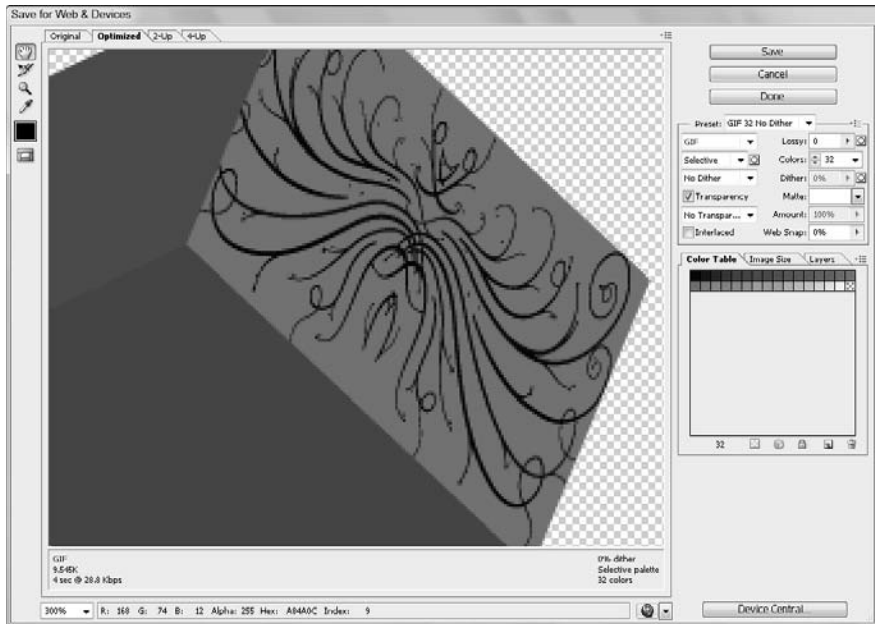 Save for Web & Devices
Original Optimized 2-Up 4-Up
Save
Cancel
Done
Preset: GIF 32 No Dither
GIF Lossy: 0
Selective Colors: 32
No Dither Dither: 0%
Transparency Matte:
No Transpar... Amount: 100%
Interlaced Web Snap: 0%
Color Table Image Size Layers
32
GIF
9.545K
4 sec @ 28.8 Kbps
0% dither
Selective palette
32 colors
300% R: 168 G: 74 B: 12 Alpha: 255 Hex: A84A0C Index: 9
Device Central...